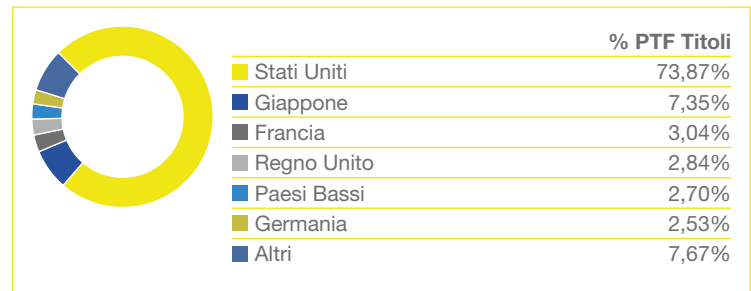 % PTF Titoli
Stati Uniti 73,87%
Giappone 7,35%
Francia 3,04%
Regno Unito 2,84%
Paesi Bassi 2,70%
Germania 2,53%
Altri 7,67%